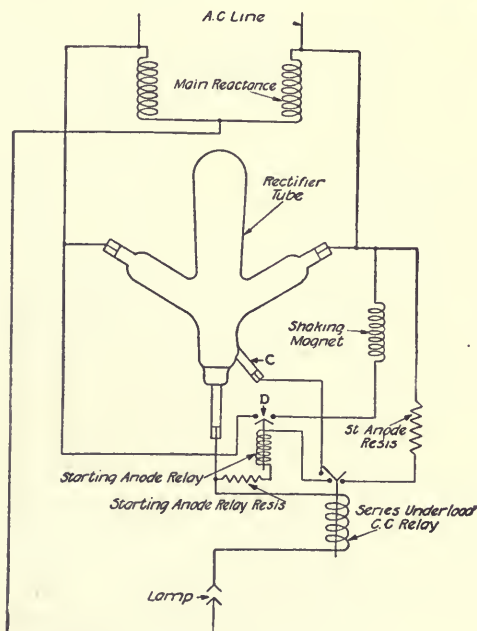 A.C Line
Main Reactance
Rectifier
Tube
Shaking
Magnet
C
D
St Anode
Resis
Starting Anode Relay
Starting Anode Relay Resis
Series Underload
C.C Relay
Lamp